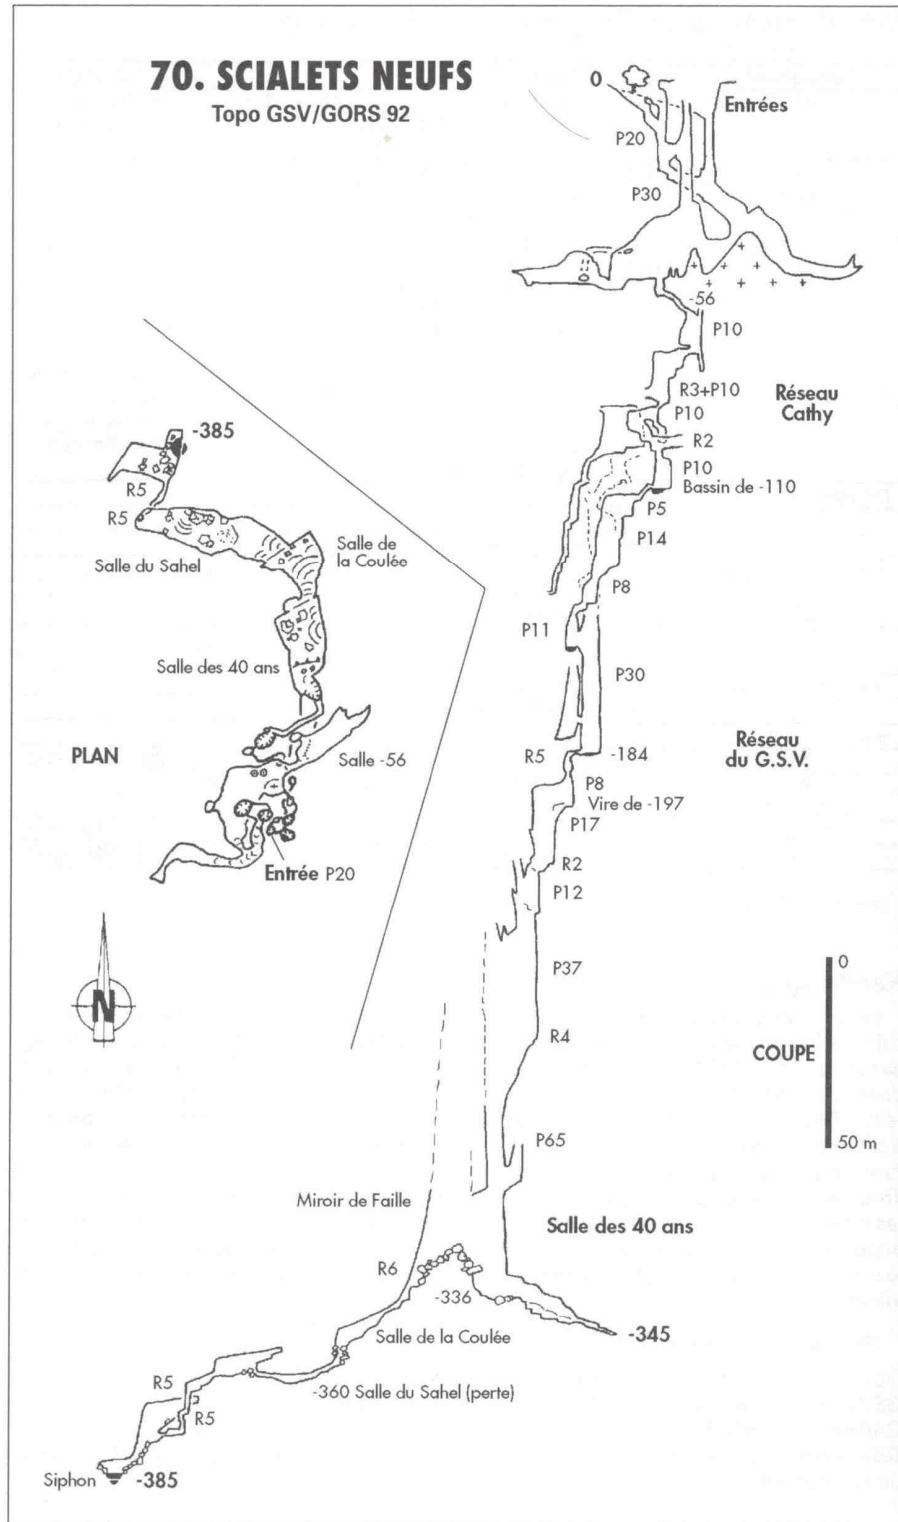 70. SCIALETS NEUFS
Topo GSV/GORS 92
0
Entrées
P20
P30
-56
P10
R3+P10
Réseau
Cathy
P10
R2
P10
Bassin de -110
P5
P14
P8
P11
P30
Réseau
du G.S.V.
R5
-184
P8
Vire de -197
P17
R2
P12
P37
R4
P65
Miroir de Faille
Salle des 40 ans
R6
-336
-345
Salle de la Coulée
-360 Salle du Sahel (perte)
R5
R5
Siphon
-385
-385
R5
R5
Salle du Sahel
Salle de
la Coulée
Salle des 40 ans
PLAN
Salle -56
Entrée P20
N
0
COUPE
50 m